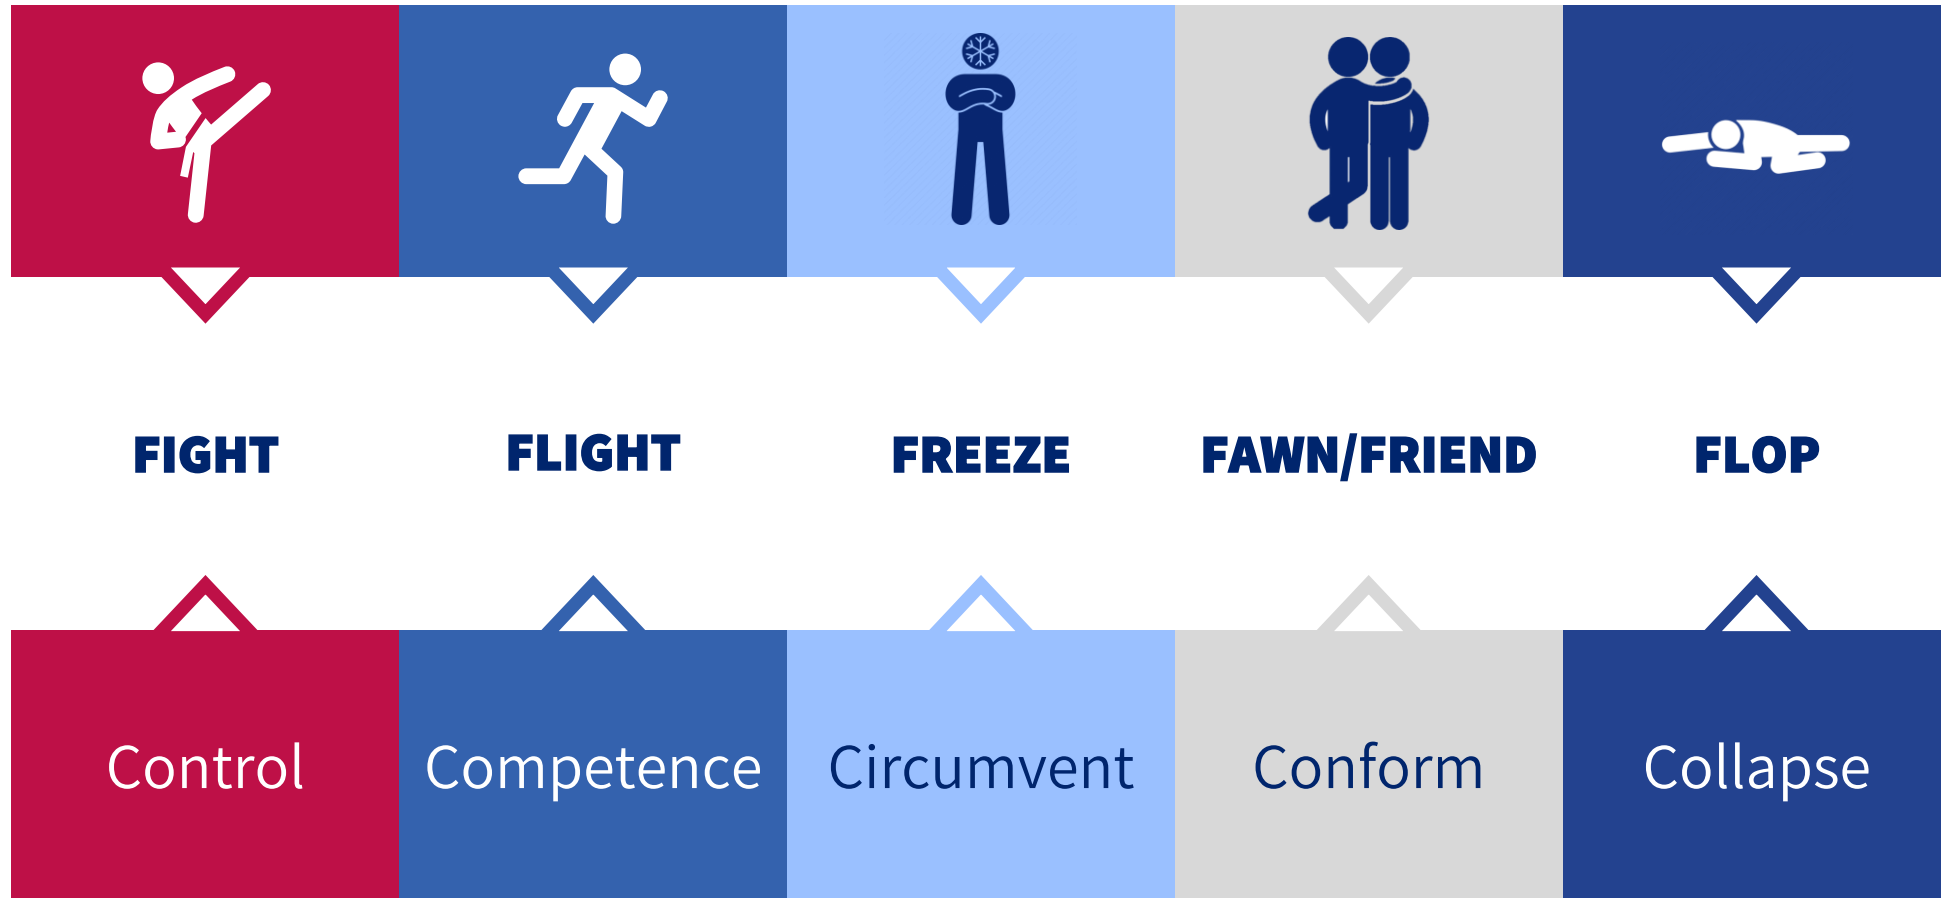 FIGHT
FLIGHT
FREEZE
FAWN/FRIEND
FLOP
Control
Competence
Circumvent
Conform
Collapse